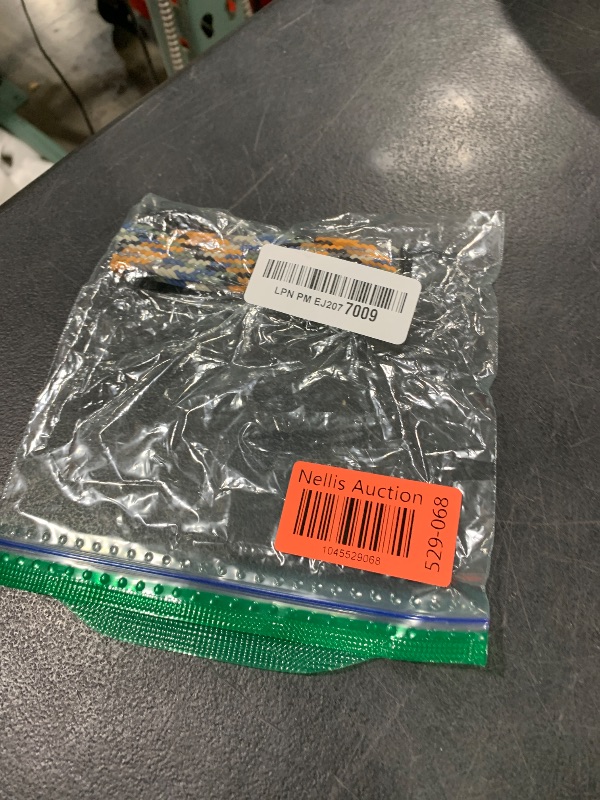 LPN PM EJ207 7009
Nellis Auction
1045529068
529-068